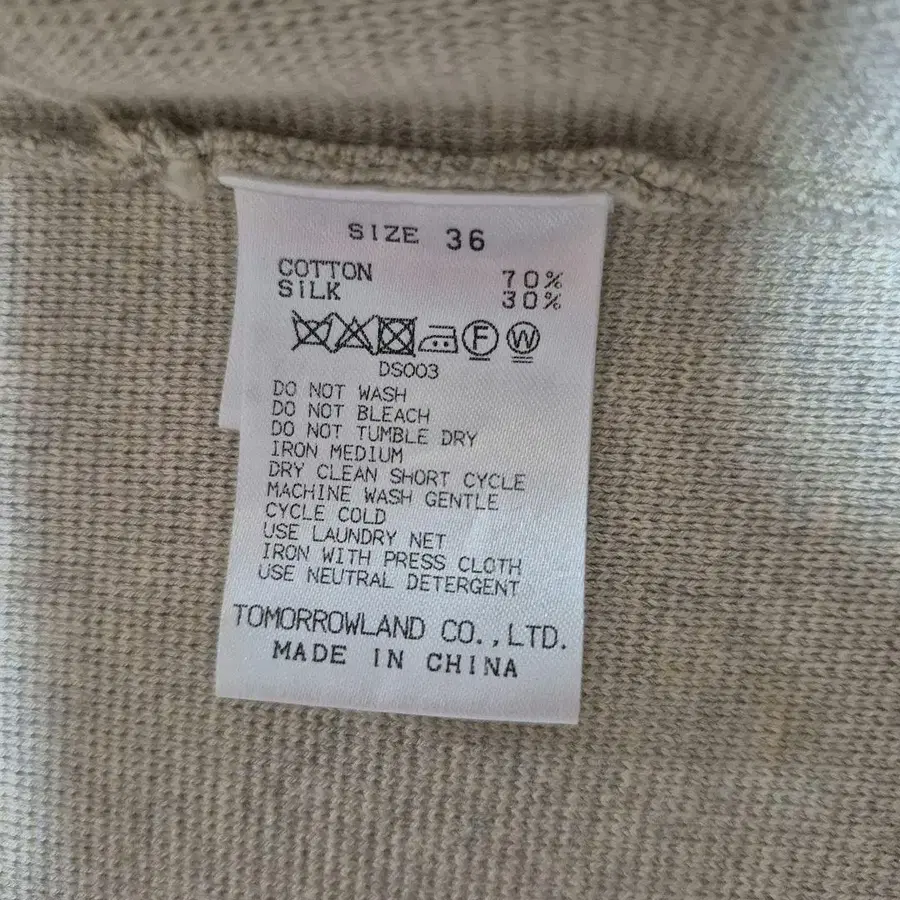 SIZE 36
COTTON 70%
SILK 30%
F W
DS003
DO NOT WASH
DO NOT BLEACH
DO NOT TUMBLE DRY
IRON MEDIUM
DRY CLEAN SHORT CYCLE
MACHINE WASH GENTLE
CYCLE COLD
USE LAUNDRY NET
IRON WITH PRESS CLOTH
USE NEUTRAL DETERGENT
TOMORROWLAND CO.,LTD.
MADE IN CHINA